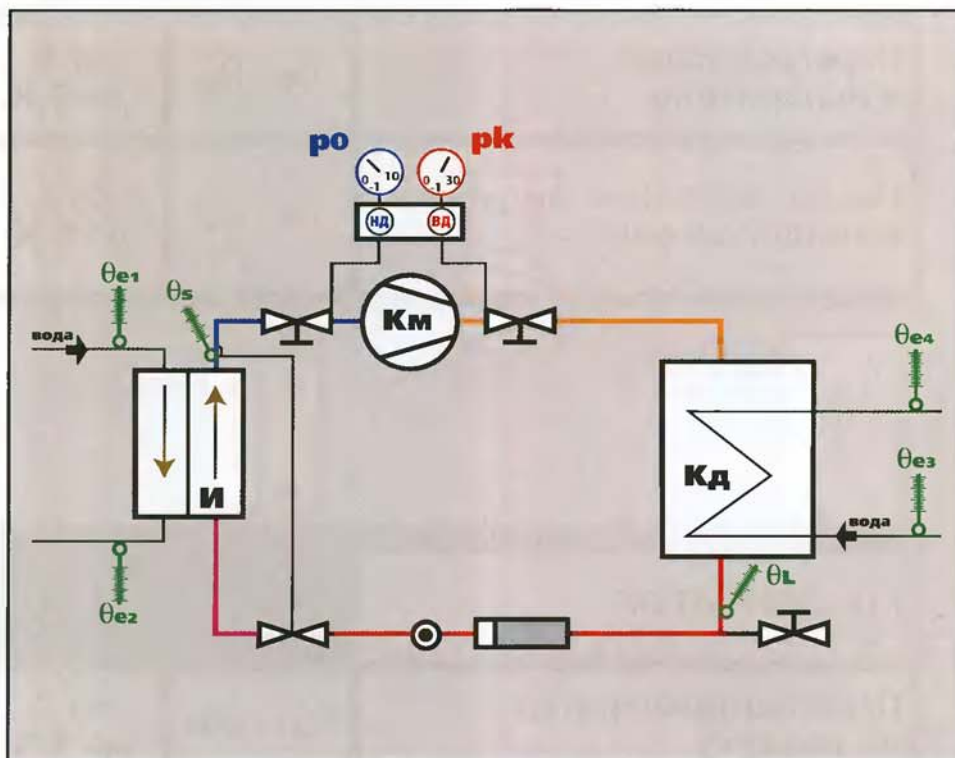 po
pk
0 -1 10
0 -1 30
НД
ВД
Км
θe1
θs
вода
θe4
И
Кд
θe3
вода
θe2
θL